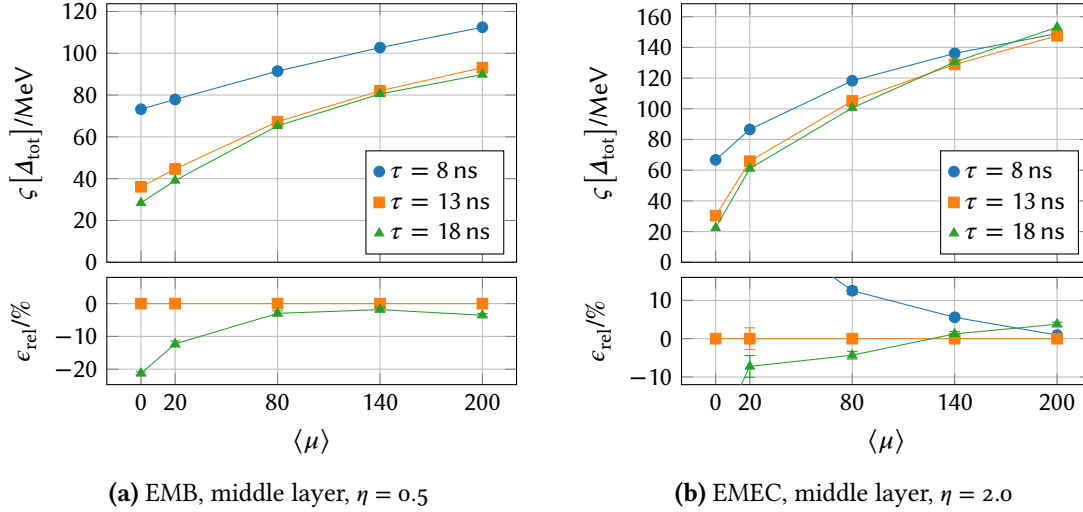 120
100
80
60
40
20
0
ς [Δtot]/MeV
τ = 8 ns
τ = 13 ns
τ = 18 ns
0
−10
−20
ϵrel/%
0 20 80 140 200
⟨μ⟩
(a) EMB, middle layer, η = 0.5
160
140
120
100
80
60
40
20
0
ς [Δtot]/MeV
τ = 8 ns
τ = 13 ns
τ = 18 ns
10
0
−10
ϵrel/%
0 20 80 140 200
⟨μ⟩
(b) EMEC, middle layer, η = 2.0